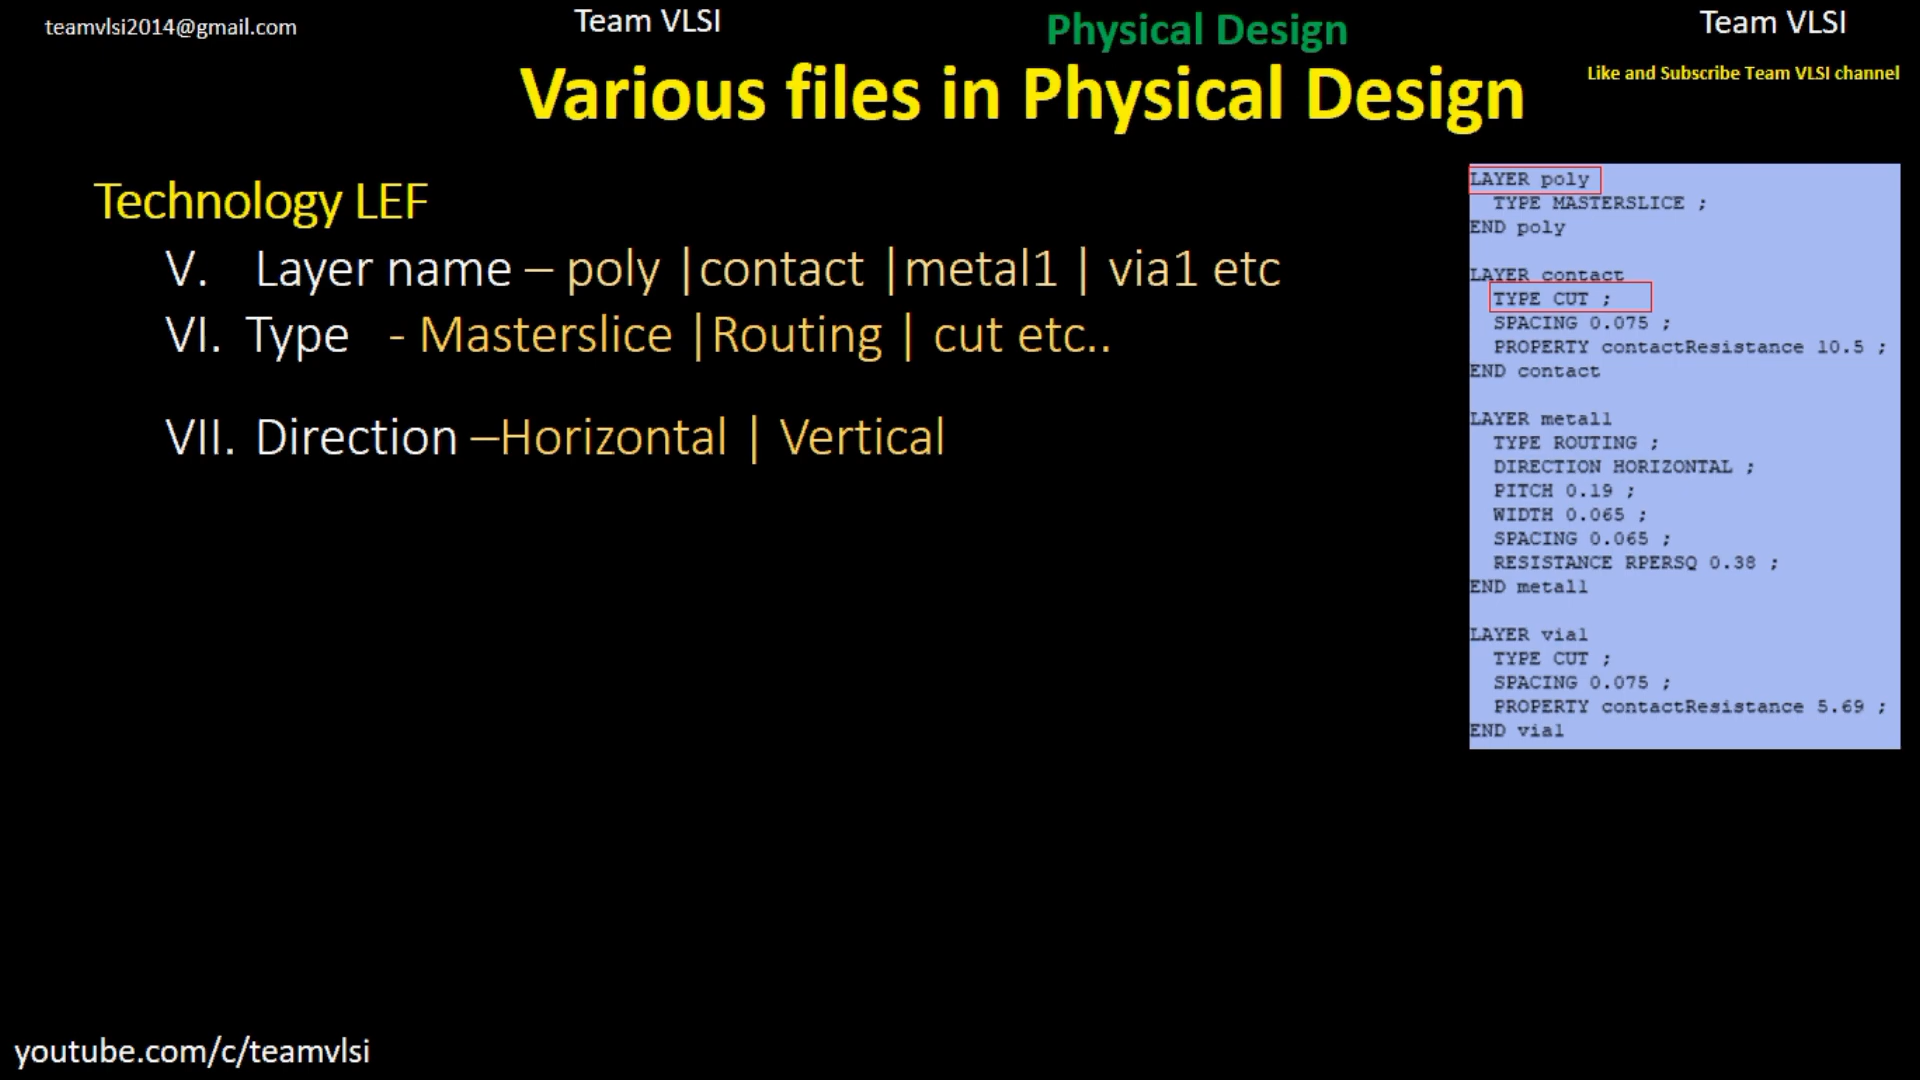 teamvlsi2014@gmail.com
Team VLSI
Physical Design
Team VLSI
Like and Subscribe Team VLSI channel
Various files in Physical Design
Technology LEF
V. Layer name – poly |contact |metal1 | via1 etc
VI. Type - Masterslice |Routing | cut etc..
VII. Direction –Horizontal | Vertical
LAYER poly
TYPE MASTERSLICE ;
END poly
LAYER contact
TYPE CUT ;
SPACING 0.075 ;
PROPERTY contactResistance 10.5 ;
END contact
LAYER metal1
TYPE ROUTING ;
DIRECTION HORIZONTAL ;
PITCH 0.19 ;
WIDTH 0.065 ;
SPACING 0.065 ;
RESISTANCE RPERSQ 0.38 ;
END metal1
LAYER via1
TYPE CUT ;
SPACING 0.075 ;
PROPERTY contactResistance 5.69 ;
END via1
youtube.com/c/teamvlsi